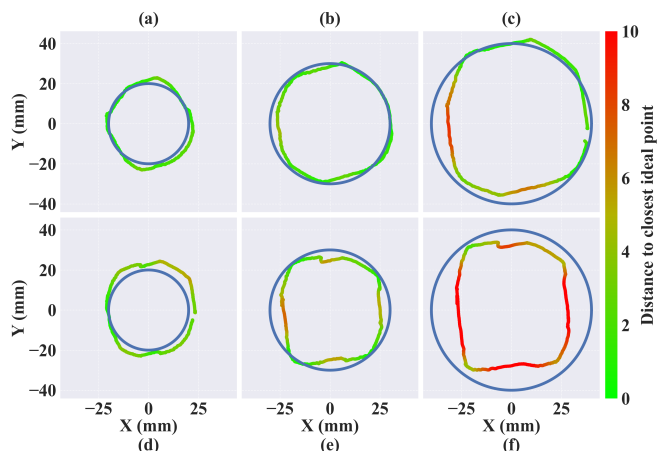 (a) (b) (c)
40
20
0
−20
−40
Y (mm)
10
8
6
4
2
0
Distance to closest ideal point
40
20
0
−20
−40
Y (mm)
−25 0 25 −25 0 25 −25 0 25
X (mm) X (mm) X (mm)
(d) (e) (f)